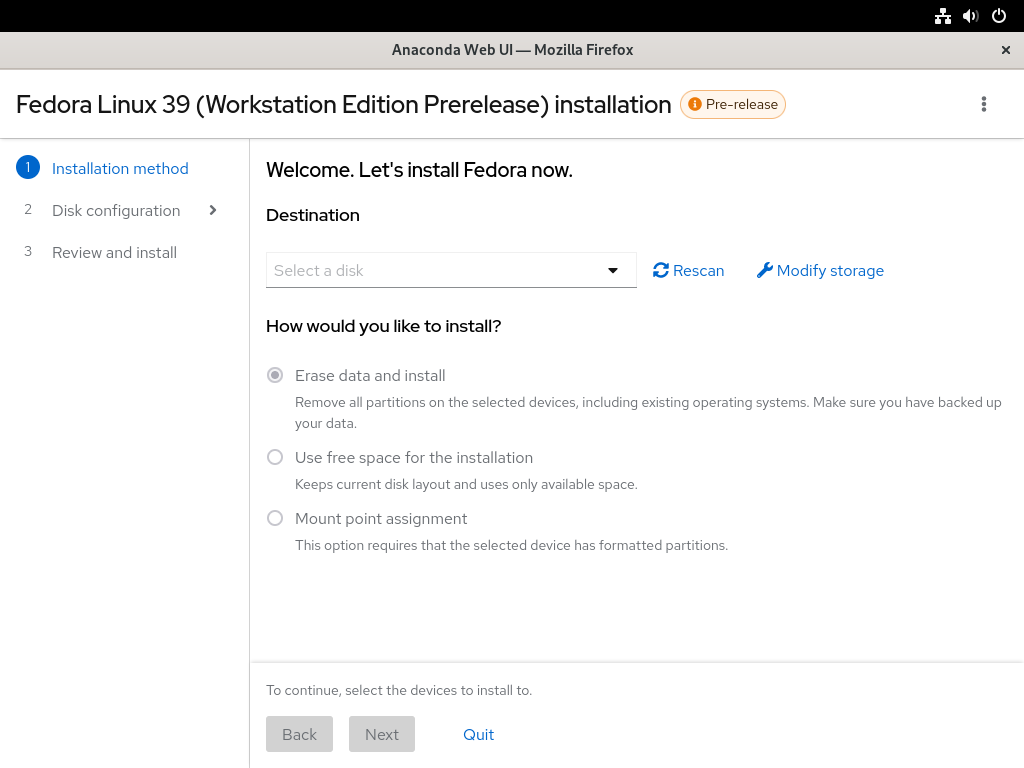 Anaconda Web UI — Mozilla Firefox
Fedora Linux 39 (Workstation Edition Prerelease) installation
Pre-release
1 Installation method
2 Disk configuration
3 Review and install
Welcome. Let's install Fedora now.
Destination
Select a disk
Rescan
Modify storage
How would you like to install?
Erase data and install
Remove all partitions on the selected devices, including existing operating systems. Make sure you have backed up
your data.
Use free space for the installation
Keeps current disk layout and uses only available space.
Mount point assignment
This option requires that the selected device has formatted partitions.
To continue, select the devices to install to.
Back
Next
Quit